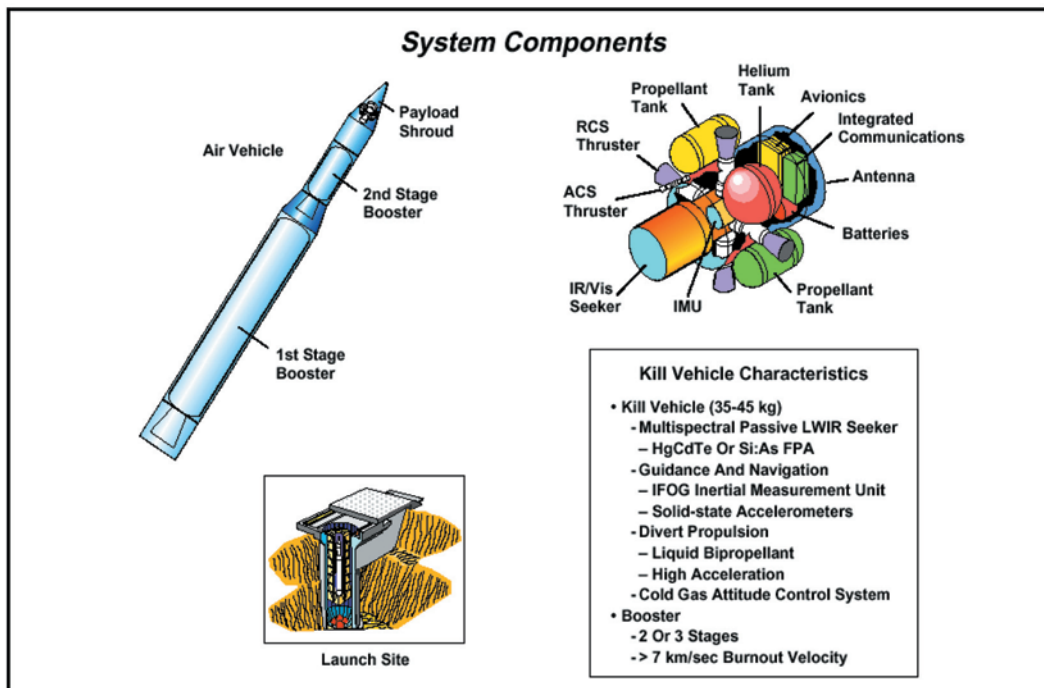 System Components
Payload
Shroud
Air Vehicle
2nd Stage
Booster
1st Stage
Booster
Launch Site
Helium
Tank
Propellant
Tank
Avionics
RCS
Thruster
Integrated
Communications
ACS
Thruster
Antenna
Batteries
IR/Vis
Seeker
IMU
Propellant
Tank
Kill Vehicle Characteristics
• Kill Vehicle (35-45 kg)
- Multispectral Passive LWIR Seeker
– HgCdTe Or Si:As FPA
- Guidance And Navigation
– IFOG Inertial Measurement Unit
– Solid-state Accelerometers
- Divert Propulsion
– Liquid Bipropellant
– High Acceleration
- Cold Gas Attitude Control System
• Booster
- 2 Or 3 Stages
- > 7 km/sec Burnout Velocity